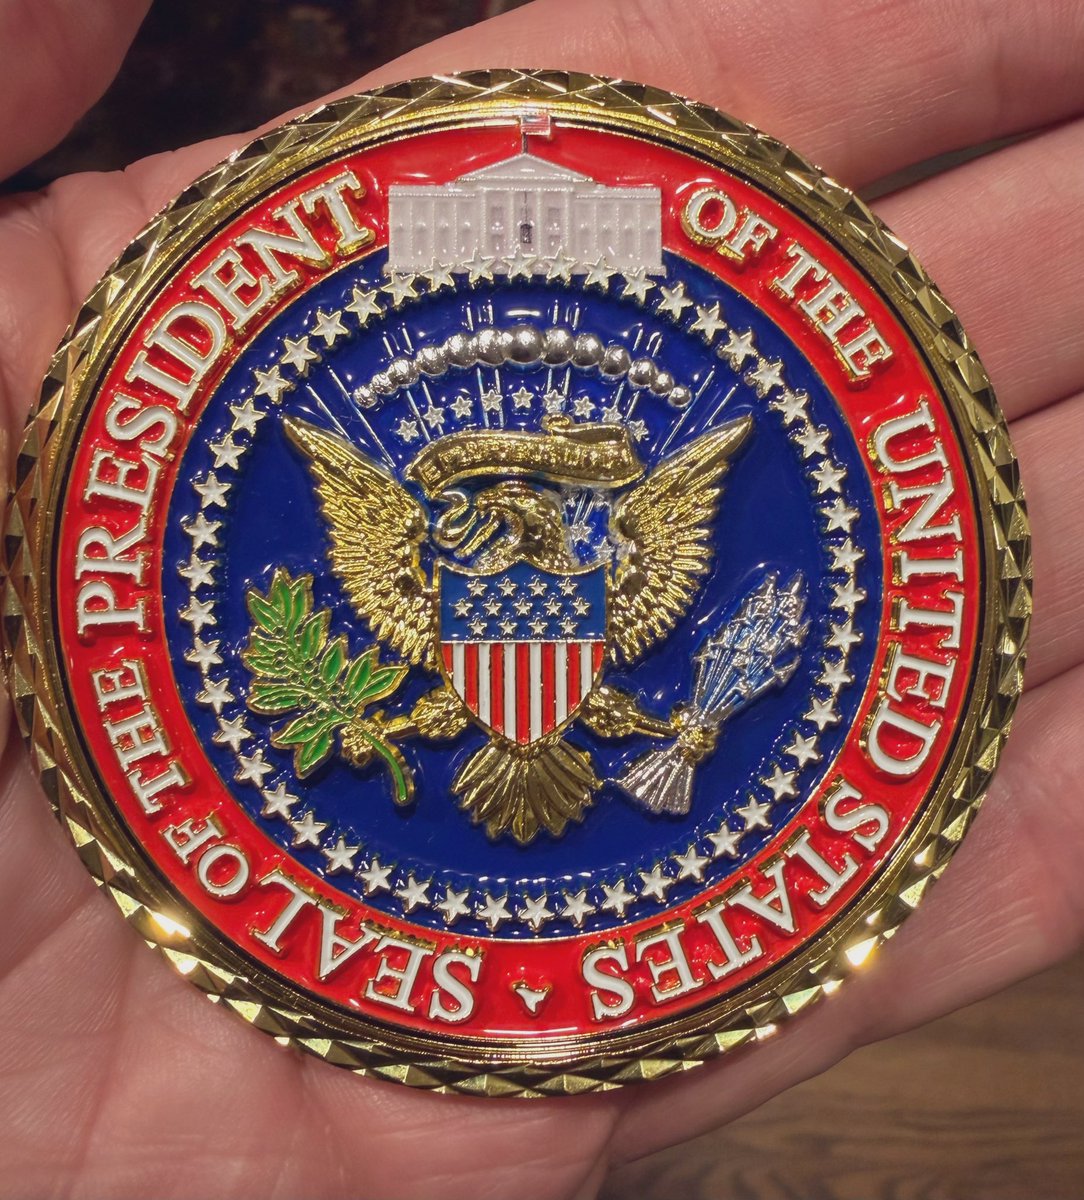 SEAL OF THE PRESIDENT OF THE UNITED STATES